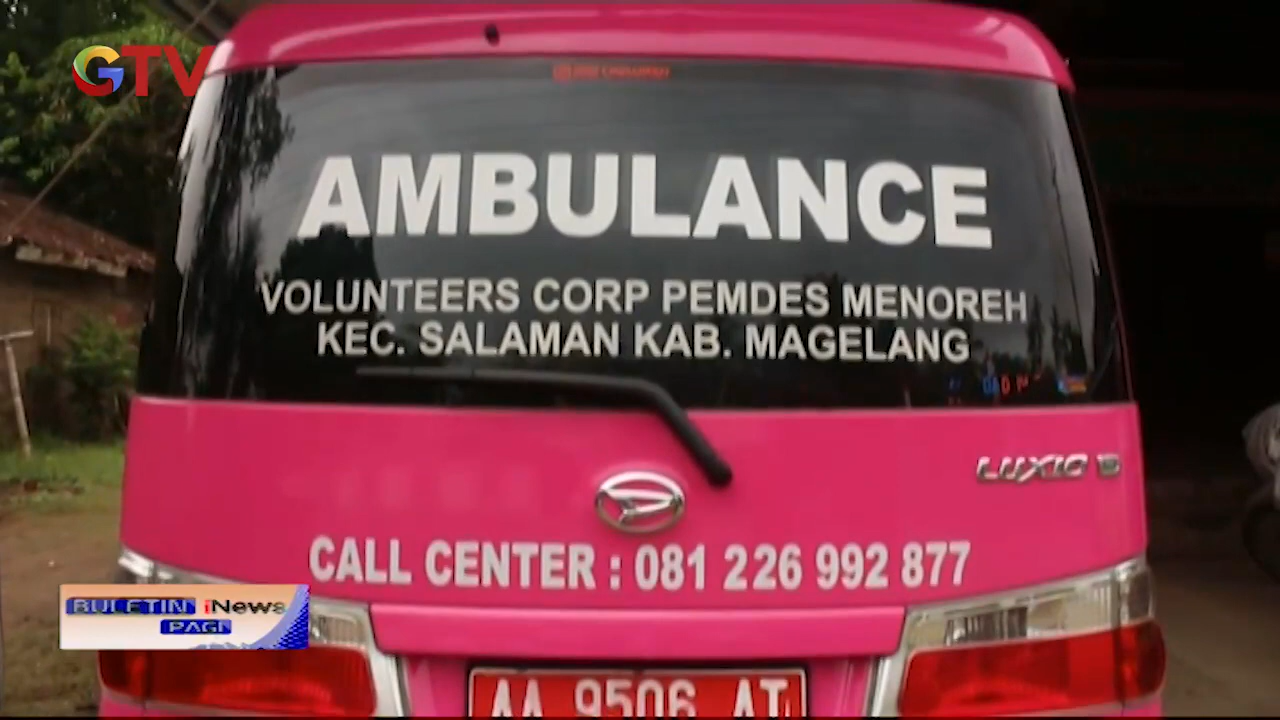 GTV
AMBULANCE
VOLUNTEERS CORP PEMDES MENOREH
KEC. SALAMAN KAB. MAGELANG
LUXIO
CALL CENTER : 081 226 992 877
BULETIN iNews
PAGI
AA 9506 AT